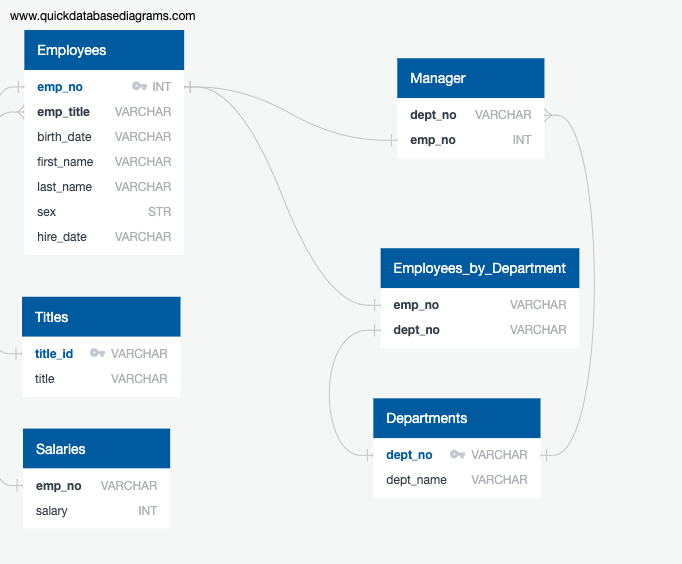 www.quickdatabasediagrams.com
Employees
emp_no INT
emp_title VARCHAR
birth_date VARCHAR
first_name VARCHAR
last_name VARCHAR
sex STR
hire_date VARCHAR
Titles
title_id VARCHAR
title VARCHAR
Salaries
emp_no VARCHAR
salary INT
Manager
dept_no VARCHAR
emp_no INT
Employees_by_Department
emp_no VARCHAR
dept_no VARCHAR
Departments
dept_no VARCHAR
dept_name VARCHAR